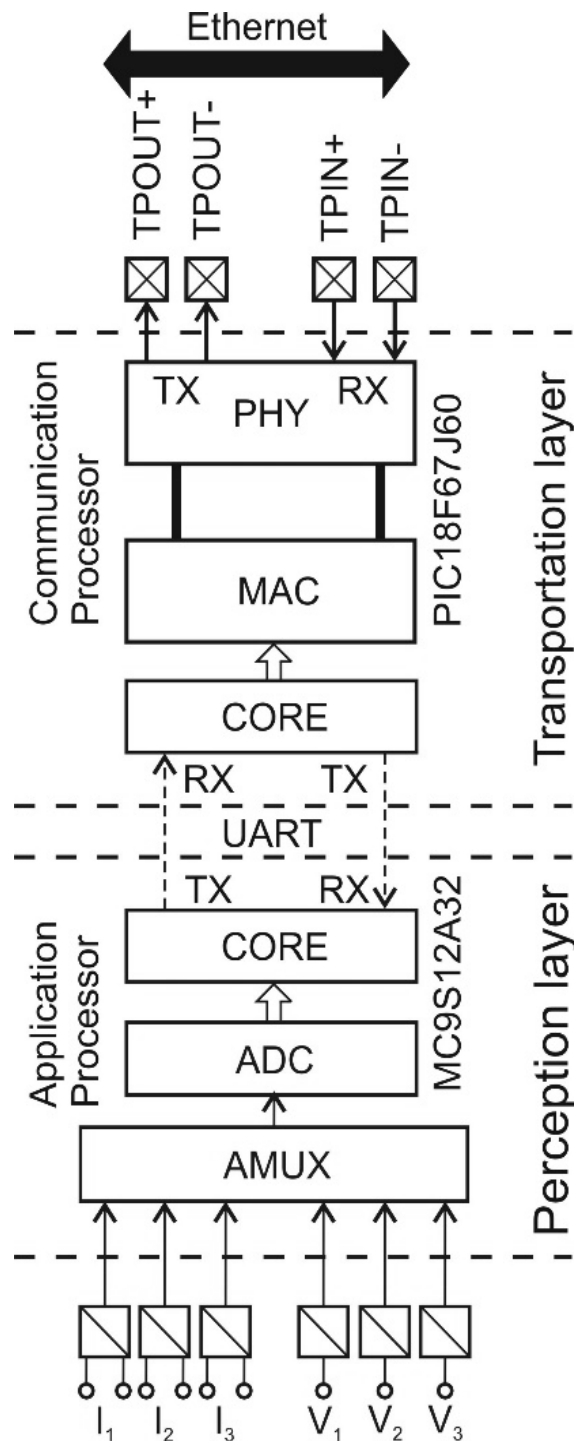 Ethernet
TPOUT+
TPOUT-
TPIN+
TPIN-
TX
RX
PHY
MAC
CORE
Communication
Processor
PIC18F67J60
Transportation layer
RX
TX
UART
TX
RX
CORE
ADC
AMUX
Application
Processor
MC9S12A32
Perception layer
I₁
I₂
I₃
V₁
V₂
V₃